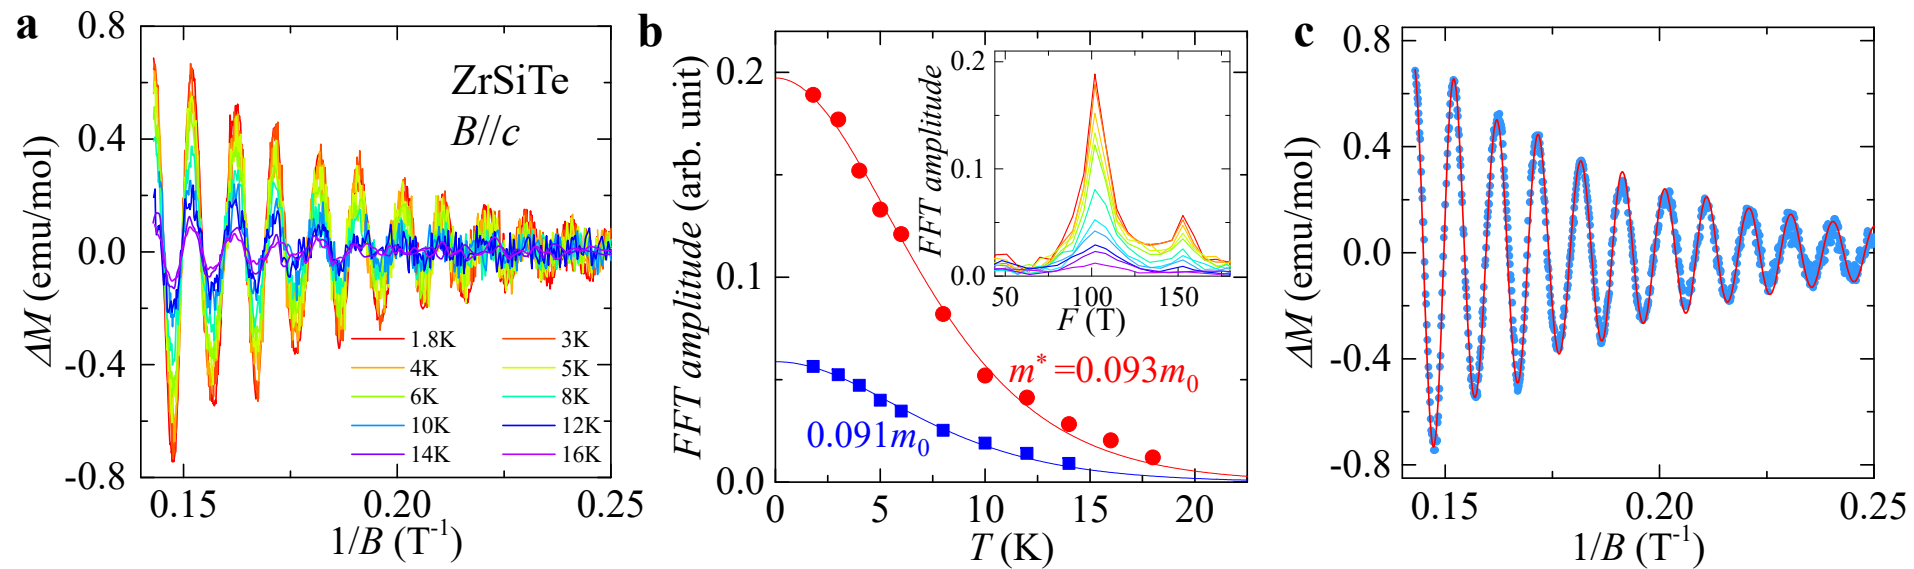 a
0.8
0.4
0.0
-0.4
-0.8
ΔM (emu/mol)
ZrSiTe
B//c
1.8K 3K
4K 5K
6K 8K
10K 12K
14K 16K
0.15 0.20 0.25
1/B (T⁻¹)
b
0.2
0.1
0.0
FFT amplitude (arb. unit)
0.2
0.1
0.0
FFT amplitude
50 100 150
F (T)
m*=0.093m₀
0.091m₀
0 5 10 15 20
T (K)
c
0.8
0.4
0.0
-0.4
-0.8
ΔM (emu/mol)
0.15 0.20 0.25
1/B (T⁻¹)